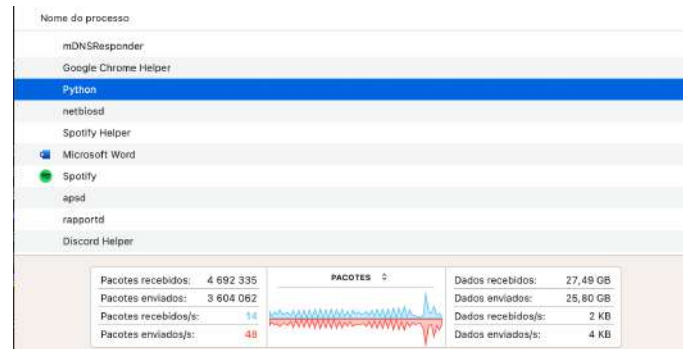 Nome do processo
mDNSResponder
Google Chrome Helper
Python
netbiosd
Spotify Helper
Microsoft Word
Spotify
apsd
rapportd
Discord Helper
Pacotes recebidos: 4 692 335
Pacotes enviados: 3 604 062
Pacotes recebidos/s: 14
Pacotes enviados/s: 48
PACOTES
Dados recebidos: 27,49 GB
Dados enviados: 25,80 GB
Dados recebidos/s: 2 KB
Dados enviados/s: 4 KB